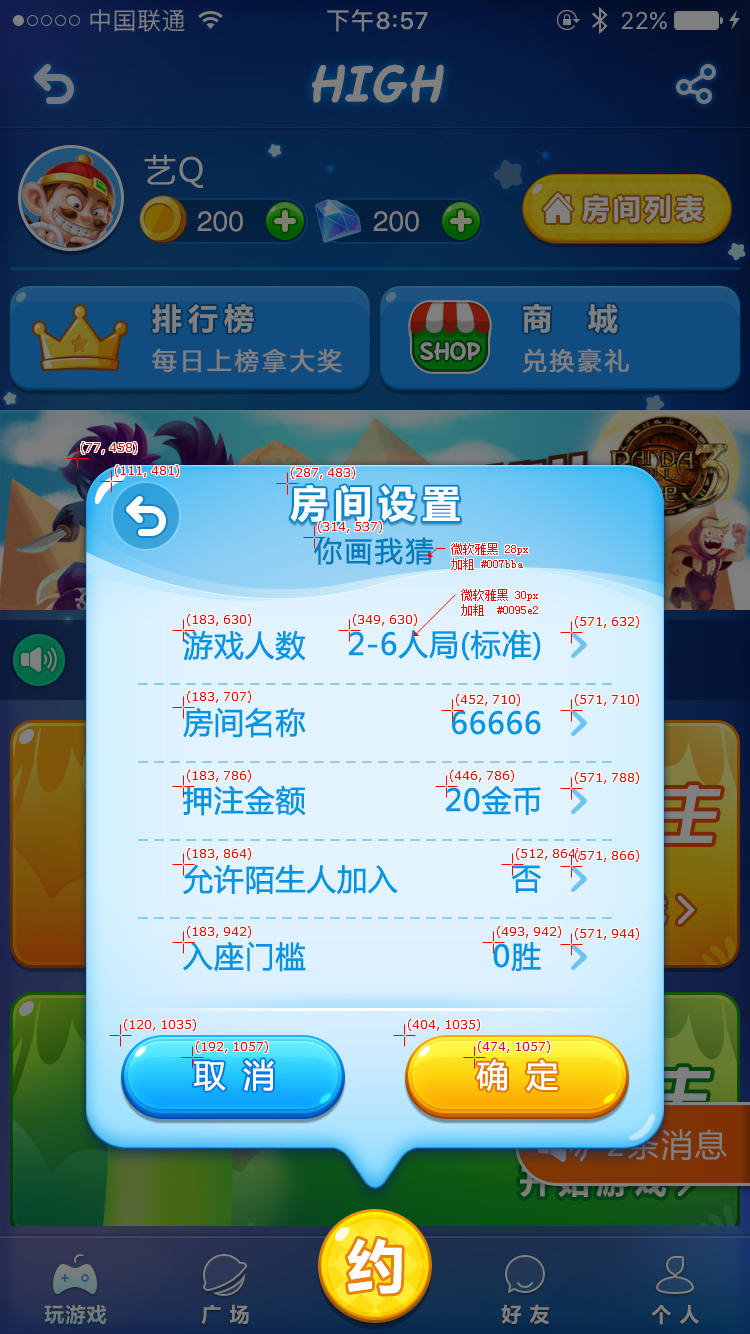 中国联通 下午8:57 22%
HIGH
艺Q
200 200 房间列表
排行榜 商 城
每日上榜拿大奖 SHOP 兑换豪礼
PANDA
3
(77, 458)
(111, 481) (287, 483)
房间设置
(314, 537)
你画我猜 微软雅黑 28px
加粗 #007bba
微软雅黑 30px
加粗 #0095e2
(183, 630) (349, 630) (571, 632)
游戏人数 2-6人局(标准)
(183, 707) (452, 710) (571, 710)
房间名称 66666
(183, 786) (446, 786) (571, 788)
押注金额 20金币
主
(183, 864) (512, 864) (571, 866)
允许陌生人加入 否
(183, 942) (493, 942) (571, 944)
入座门槛 0胜
(120, 1035) (404, 1035)
(192, 1057) (474, 1057)
取 消 确 定
2条消息
开始游戏
约
玩游戏 广场 好友 个人